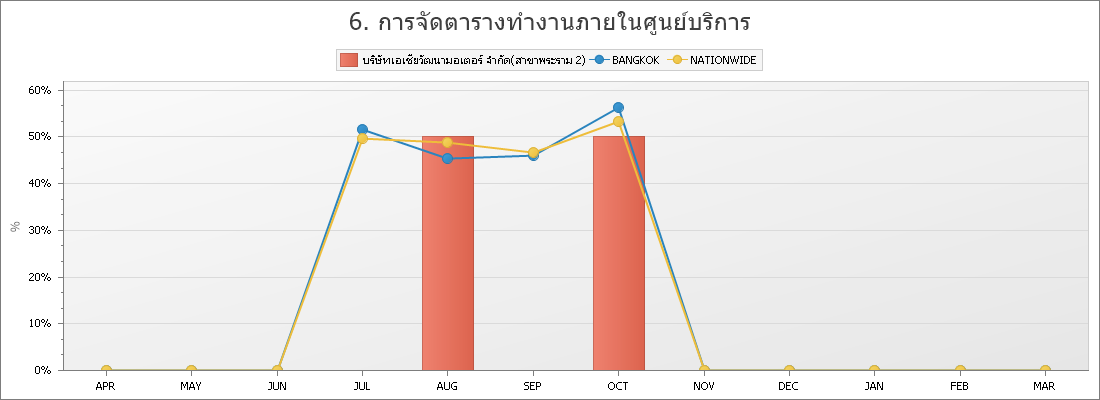 6. การจัดตารางทำงานภายในศูนย์บริการ
บริษัทเอเชียวัฒนามอเตอร์ จำกัด(สาขาพระราม 2) BANGKOK NATIONWIDE
60%
50%
40%
30%
20%
10%
0%
%
APR MAY JUN JUL AUG SEP OCT NOV DEC JAN FEB MAR